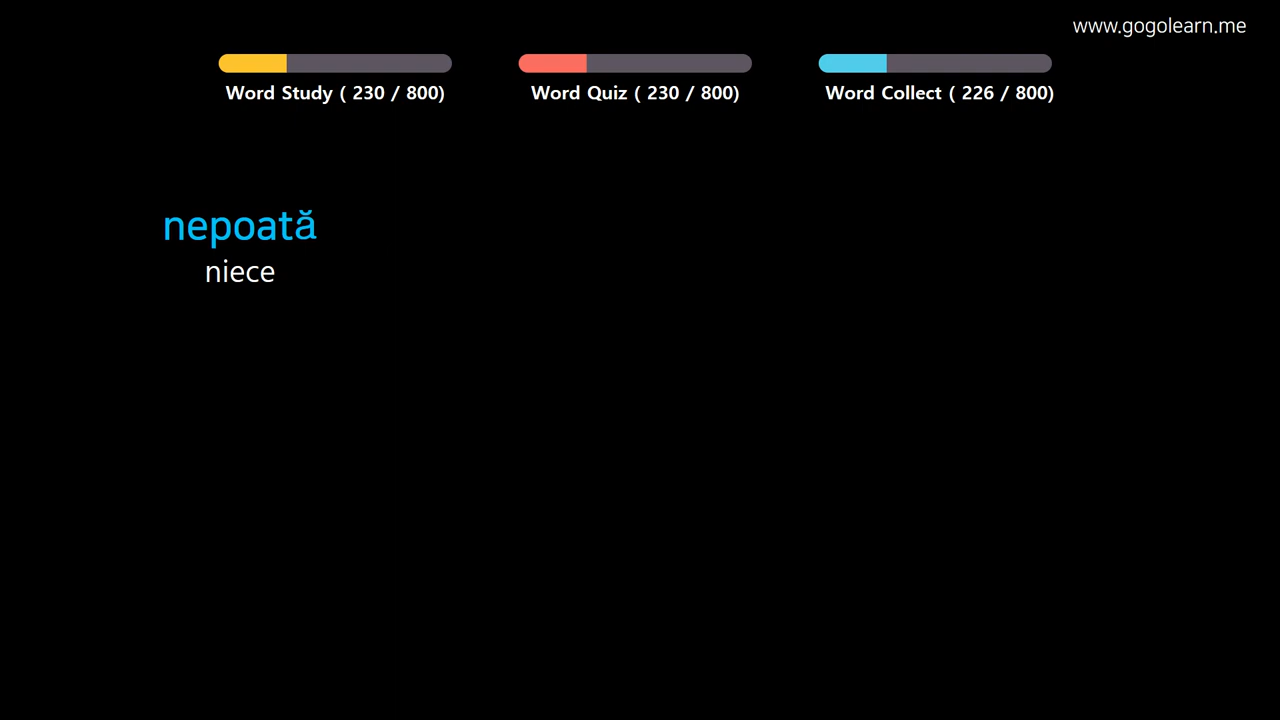 www.gogolearn.me
Word Study ( 230 / 800)
Word Quiz ( 230 / 800)
Word Collect ( 226 / 800)
nepoată
niece